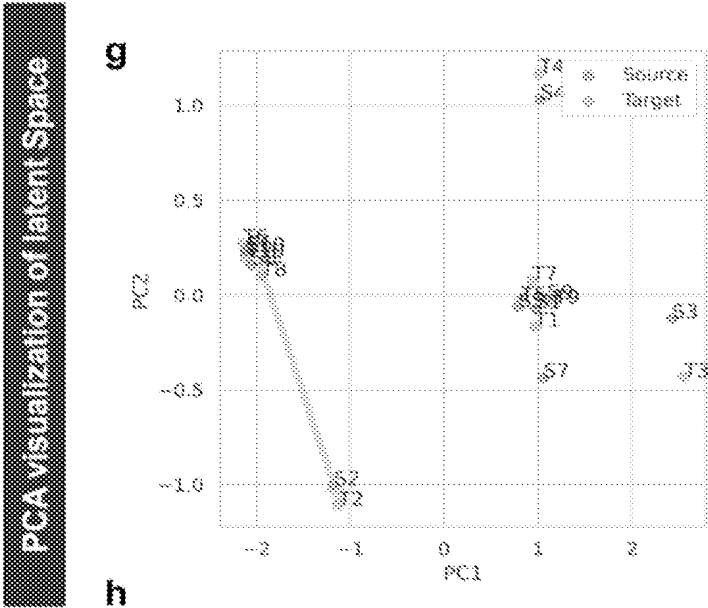 PCA visualization of latent Space
g
T4
S4
Source
Target
1.0
0.5
0.0
−0.5
−1.0
PC2
T7
T1
S7
S3
T3
S2
T2
−2
−1
0
1
2
PC1
h